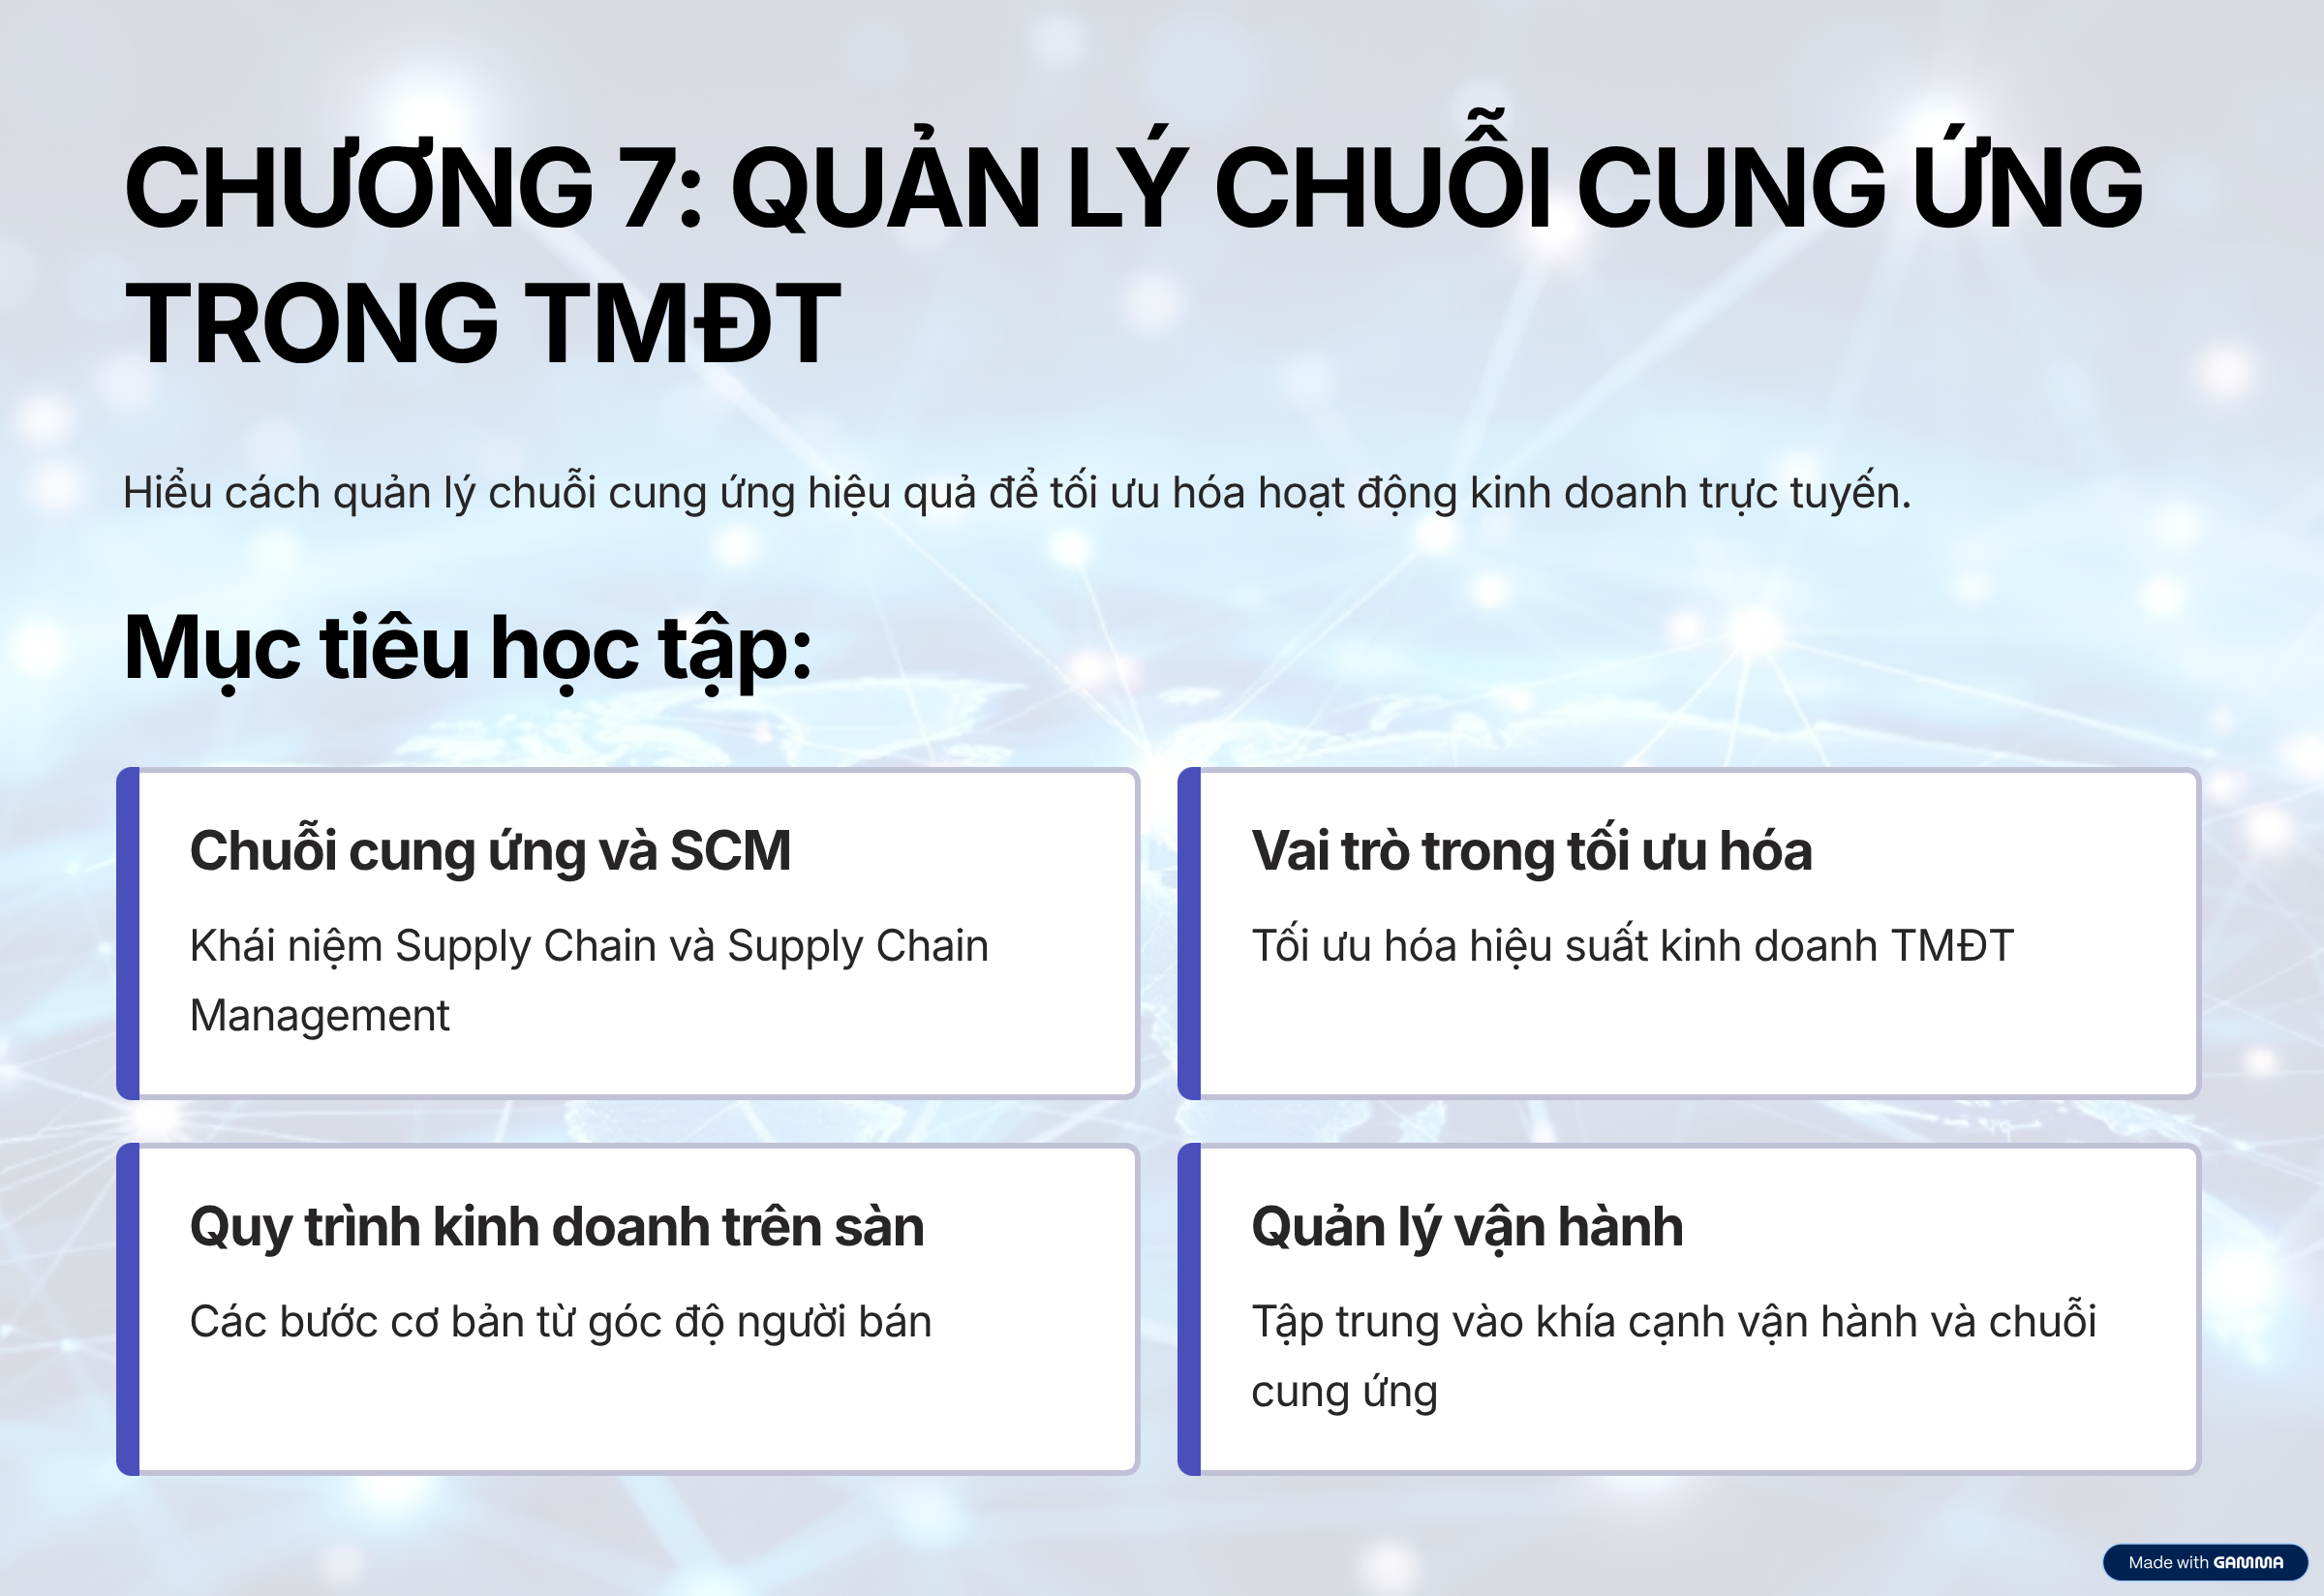 CHƯƠNG 7: QUẢN LÝ CHUỖI CUNG ỨNG
TRONG TMĐT
Hiểu cách quản lý chuỗi cung ứng hiệu quả để tối ưu hóa hoạt động kinh doanh trực tuyến.
Mục tiêu học tập:
Chuỗi cung ứng và SCM
Khái niệm Supply Chain và Supply Chain
Management
Vai trò trong tối ưu hóa
Tối ưu hóa hiệu suất kinh doanh TMĐT
Quy trình kinh doanh trên sàn
Các bước cơ bản từ góc độ người bán
Quản lý vận hành
Tập trung vào khía cạnh vận hành và chuỗi
cung ứng
Made with GAMMA